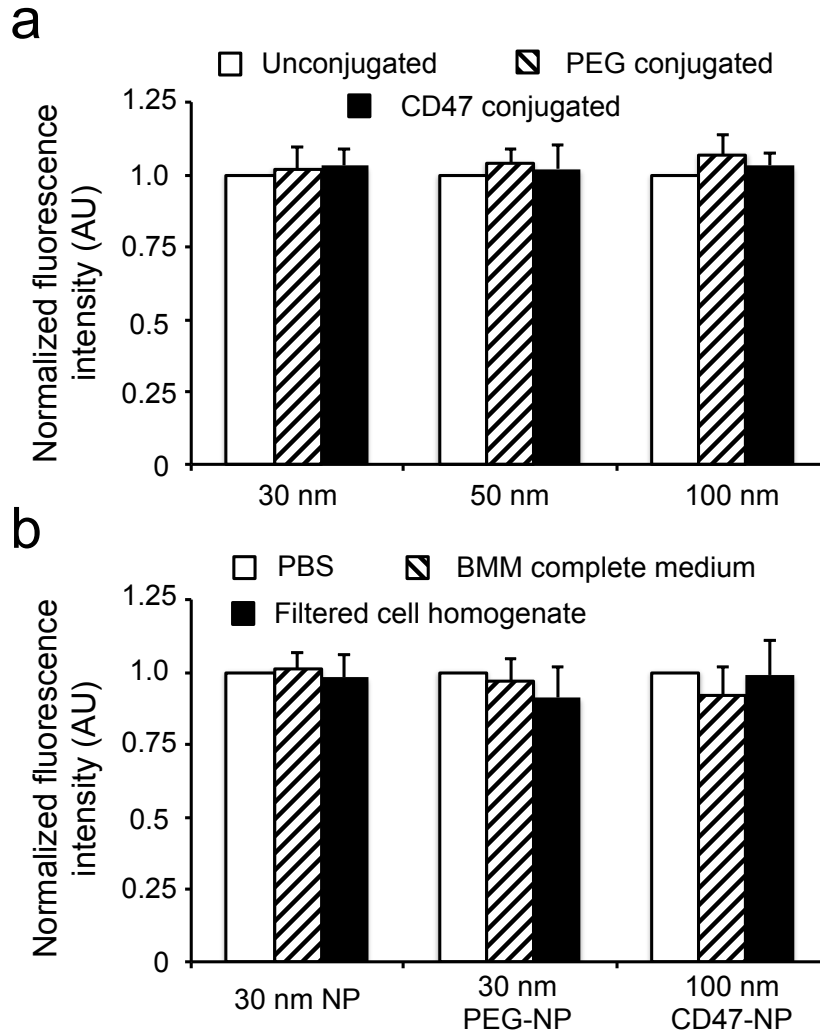 a
Unconjugated PEG conjugated
CD47 conjugated
Normalized fluorescence
intensity (AU)
1.25
1.0
0.75
0.5
0.25
0
30 nm 50 nm 100 nm
b
PBS BMM complete medium
Filtered cell homogenate
Normalized fluorescence
intensity (AU)
1.25
1.0
0.75
0.5
0.25
0
30 nm NP 30 nm 100 nm
PEG-NP CD47-NP